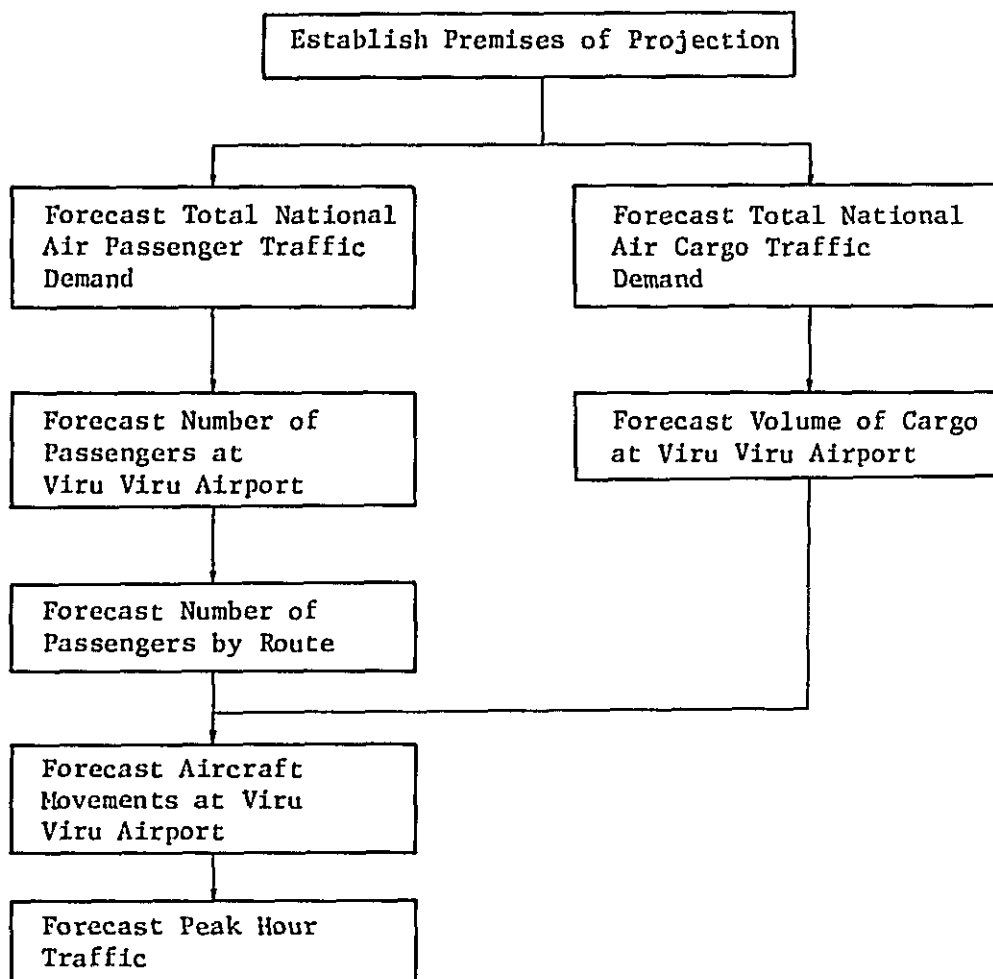 Establish Premises of Projection
Forecast Total National
Air Passenger Traffic
Demand
Forecast Total National
Air Cargo Traffic
Demand
Forecast Number of
Passengers at
Viru Viru Airport
Forecast Volume of Cargo
at Viru Viru Airport
Forecast Number of
Passengers by Route
Forecast Aircraft
Movements at Viru
Viru Airport
Forecast Peak Hour
Traffic